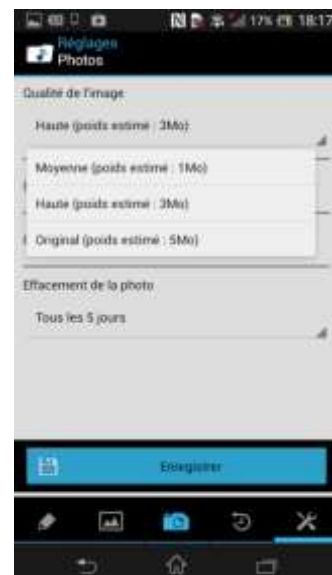 17% 18:17
Réglages
Photos
Qualité de l'image
Haute (poids estimé : 3Mo)
Moyenne (poids estimé : 1Mo)
Haute (poids estimé : 3Mo)
Original (poids estimé : 5Mo)
Effacement de la photo
Tous les 5 jours
Enregistrer